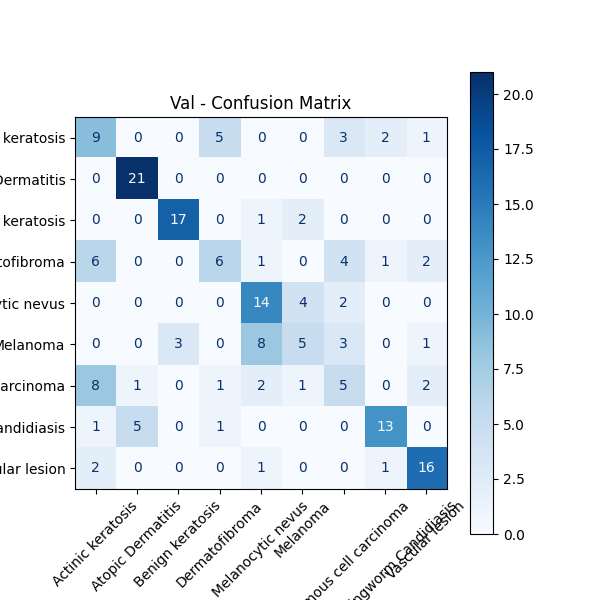 Val - Confusion Matrix
keratosis 9 0 0 5 0 0 3 2 1
Dermatitis 0 21 0 0 0 0 0 0 0
keratosis 0 0 17 0 1 2 0 0 0
tofibroma 6 0 0 6 1 0 4 1 2
ytic nevus 0 0 0 0 14 4 2 0 0
Melanoma 0 0 3 0 8 5 3 0 1
arcinoma 8 1 0 1 2 1 5 0 2
andidiasis 1 5 0 1 0 0 0 13 0
ular lesion 2 0 0 0 1 0 0 1 16
Actinic keratosis
Atopic Dermatitis
Benign keratosis
Dermatofibroma
Melanocytic nevus
Melanoma
mous cell carcinoma
ngworm Candidiasis
Vascular lesion
20.0
17.5
15.0
12.5
10.0
7.5
5.0
2.5
0.0